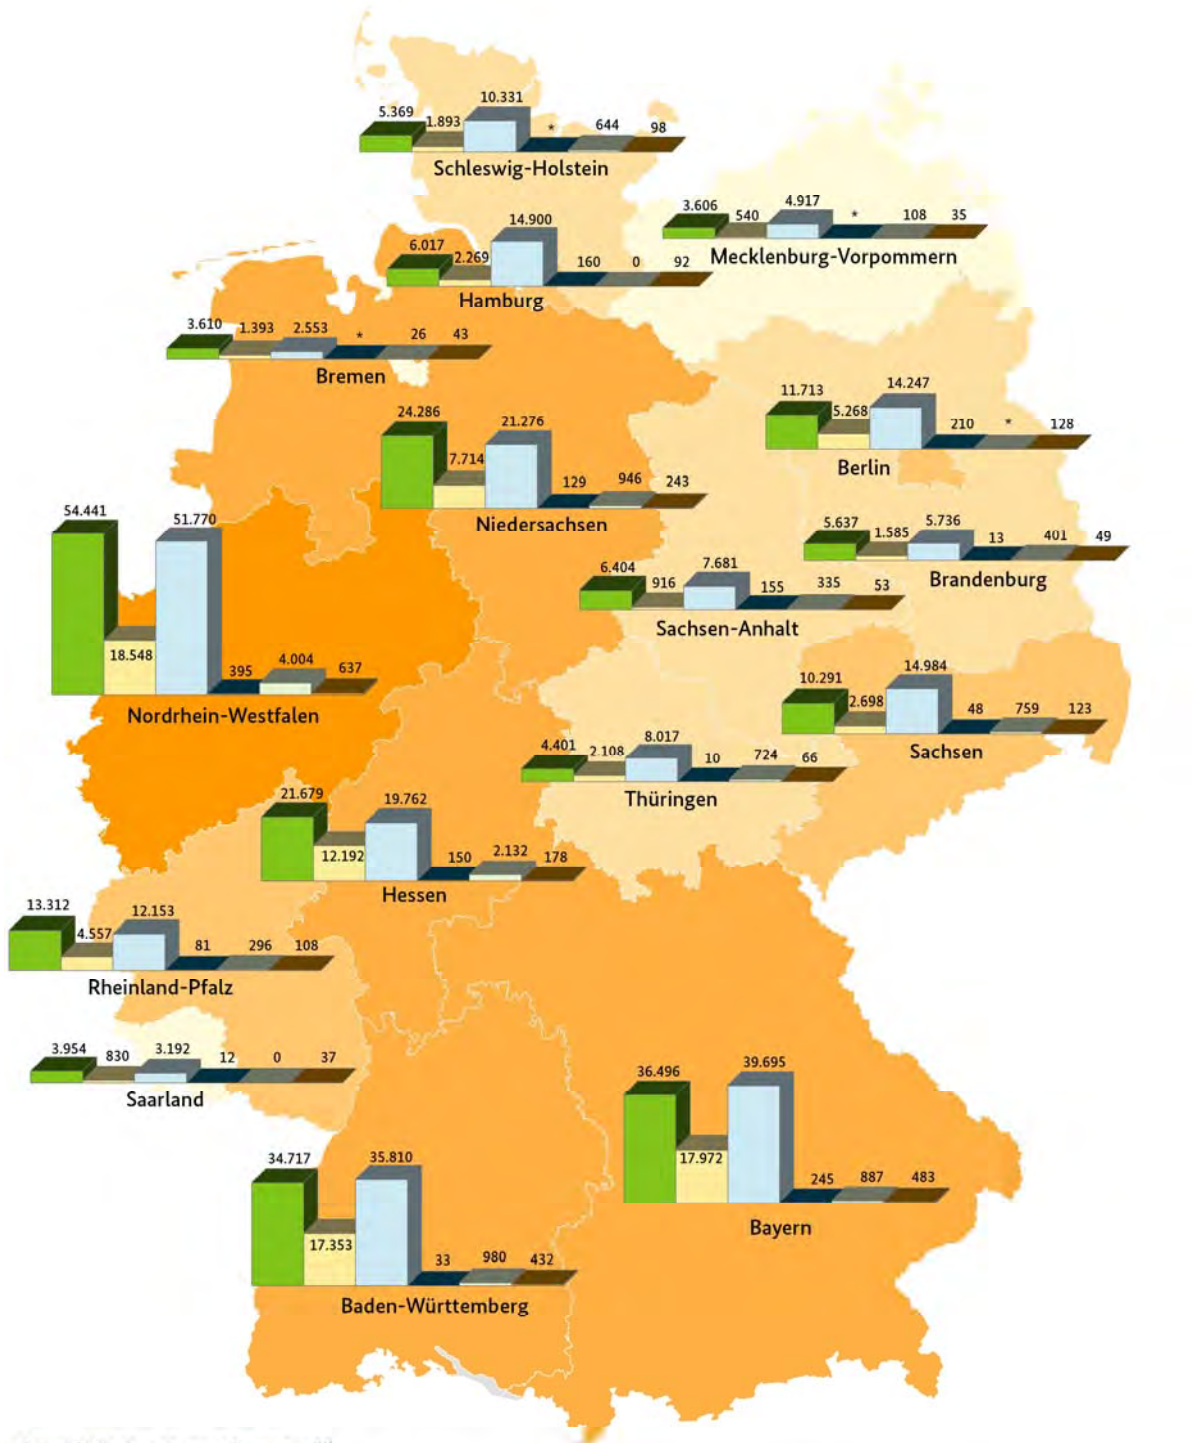 5.369 1.893 10.331 * 644 98
Schleswig-Holstein
3.606 540 4.917 * 108 35
Mecklenburg-Vorpommern
6.017 2.269 14.900 160 0 92
Hamburg
3.610 1.393 2.553 * 26 43
Bremen
11.713 5.268 14.247 210 * 128
Berlin
24.286 7.714 21.276 129 946 243
Niedersachsen
54.441 18.548 51.770 395 4.004 637
Nordrhein-Westfalen
5.637 1.585 5.736 13 401 49
Brandenburg
6.404 916 7.681 155 335 53
Sachsen-Anhalt
10.291 2.698 14.984 48 759 123
Sachsen
4.401 2.108 8.017 10 724 66
Thüringen
21.679 12.192 19.762 150 2.132 178
Hessen
13.312 4.557 12.153 81 296 108
Rheinland-Pfalz
3.954 830 3.192 12 0 37
Saarland
36.496 17.972 39.695 245 887 483
Bayern
34.717 17.353 35.810 33 980 432
Baden-Württemberg